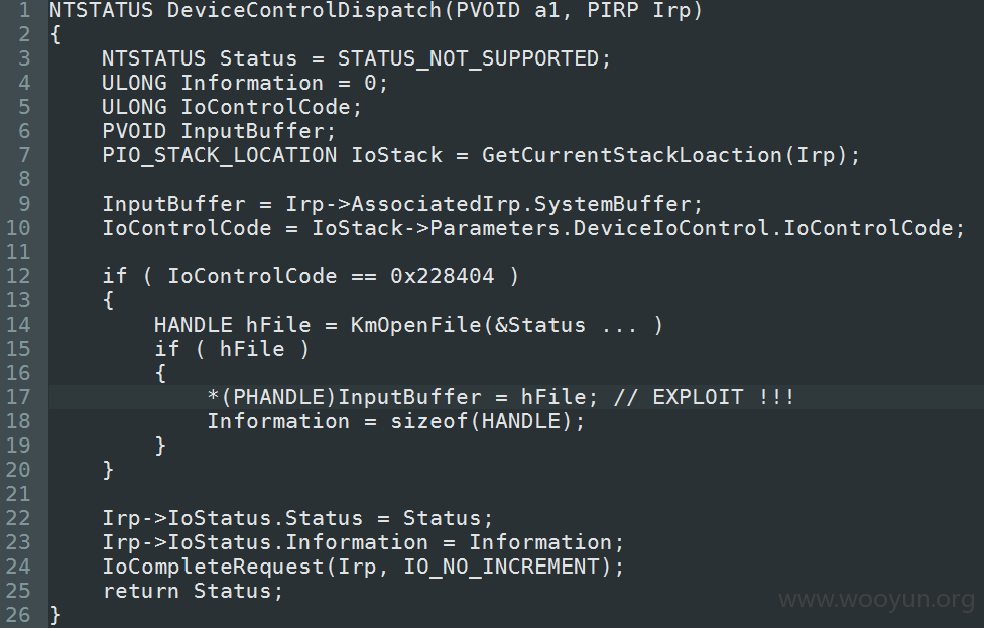 1 NTSTATUS DeviceControlDispatch(PVOID a1, PIRP Irp)
2 {
3 NTSTATUS Status = STATUS_NOT_SUPPORTED;
4 ULONG Information = 0;
5 ULONG IoControlCode;
6 PVOID InputBuffer;
7 PIO_STACK_LOCATION IoStack = GetCurrentStackLoaction(Irp);
8
9 InputBuffer = Irp->AssociatedIrp.SystemBuffer;
10 IoControlCode = IoStack->Parameters.DeviceIoControl.IoControlCode;
11
12 if ( IoControlCode == 0x228404 )
13 {
14 HANDLE hFile = KmOpenFile(&Status ... )
15 if ( hFile )
16 {
17 *(PHANDLE)InputBuffer = hFile; // EXPLOIT !!!
18 Information = sizeof(HANDLE);
19 }
20 }
21
22 Irp->IoStatus.Status = Status;
23 Irp->IoStatus.Information = Information;
24 IoCompleteRequest(Irp, IO_NO_INCREMENT);
25 return Status;
26 }
www.wooyun.org